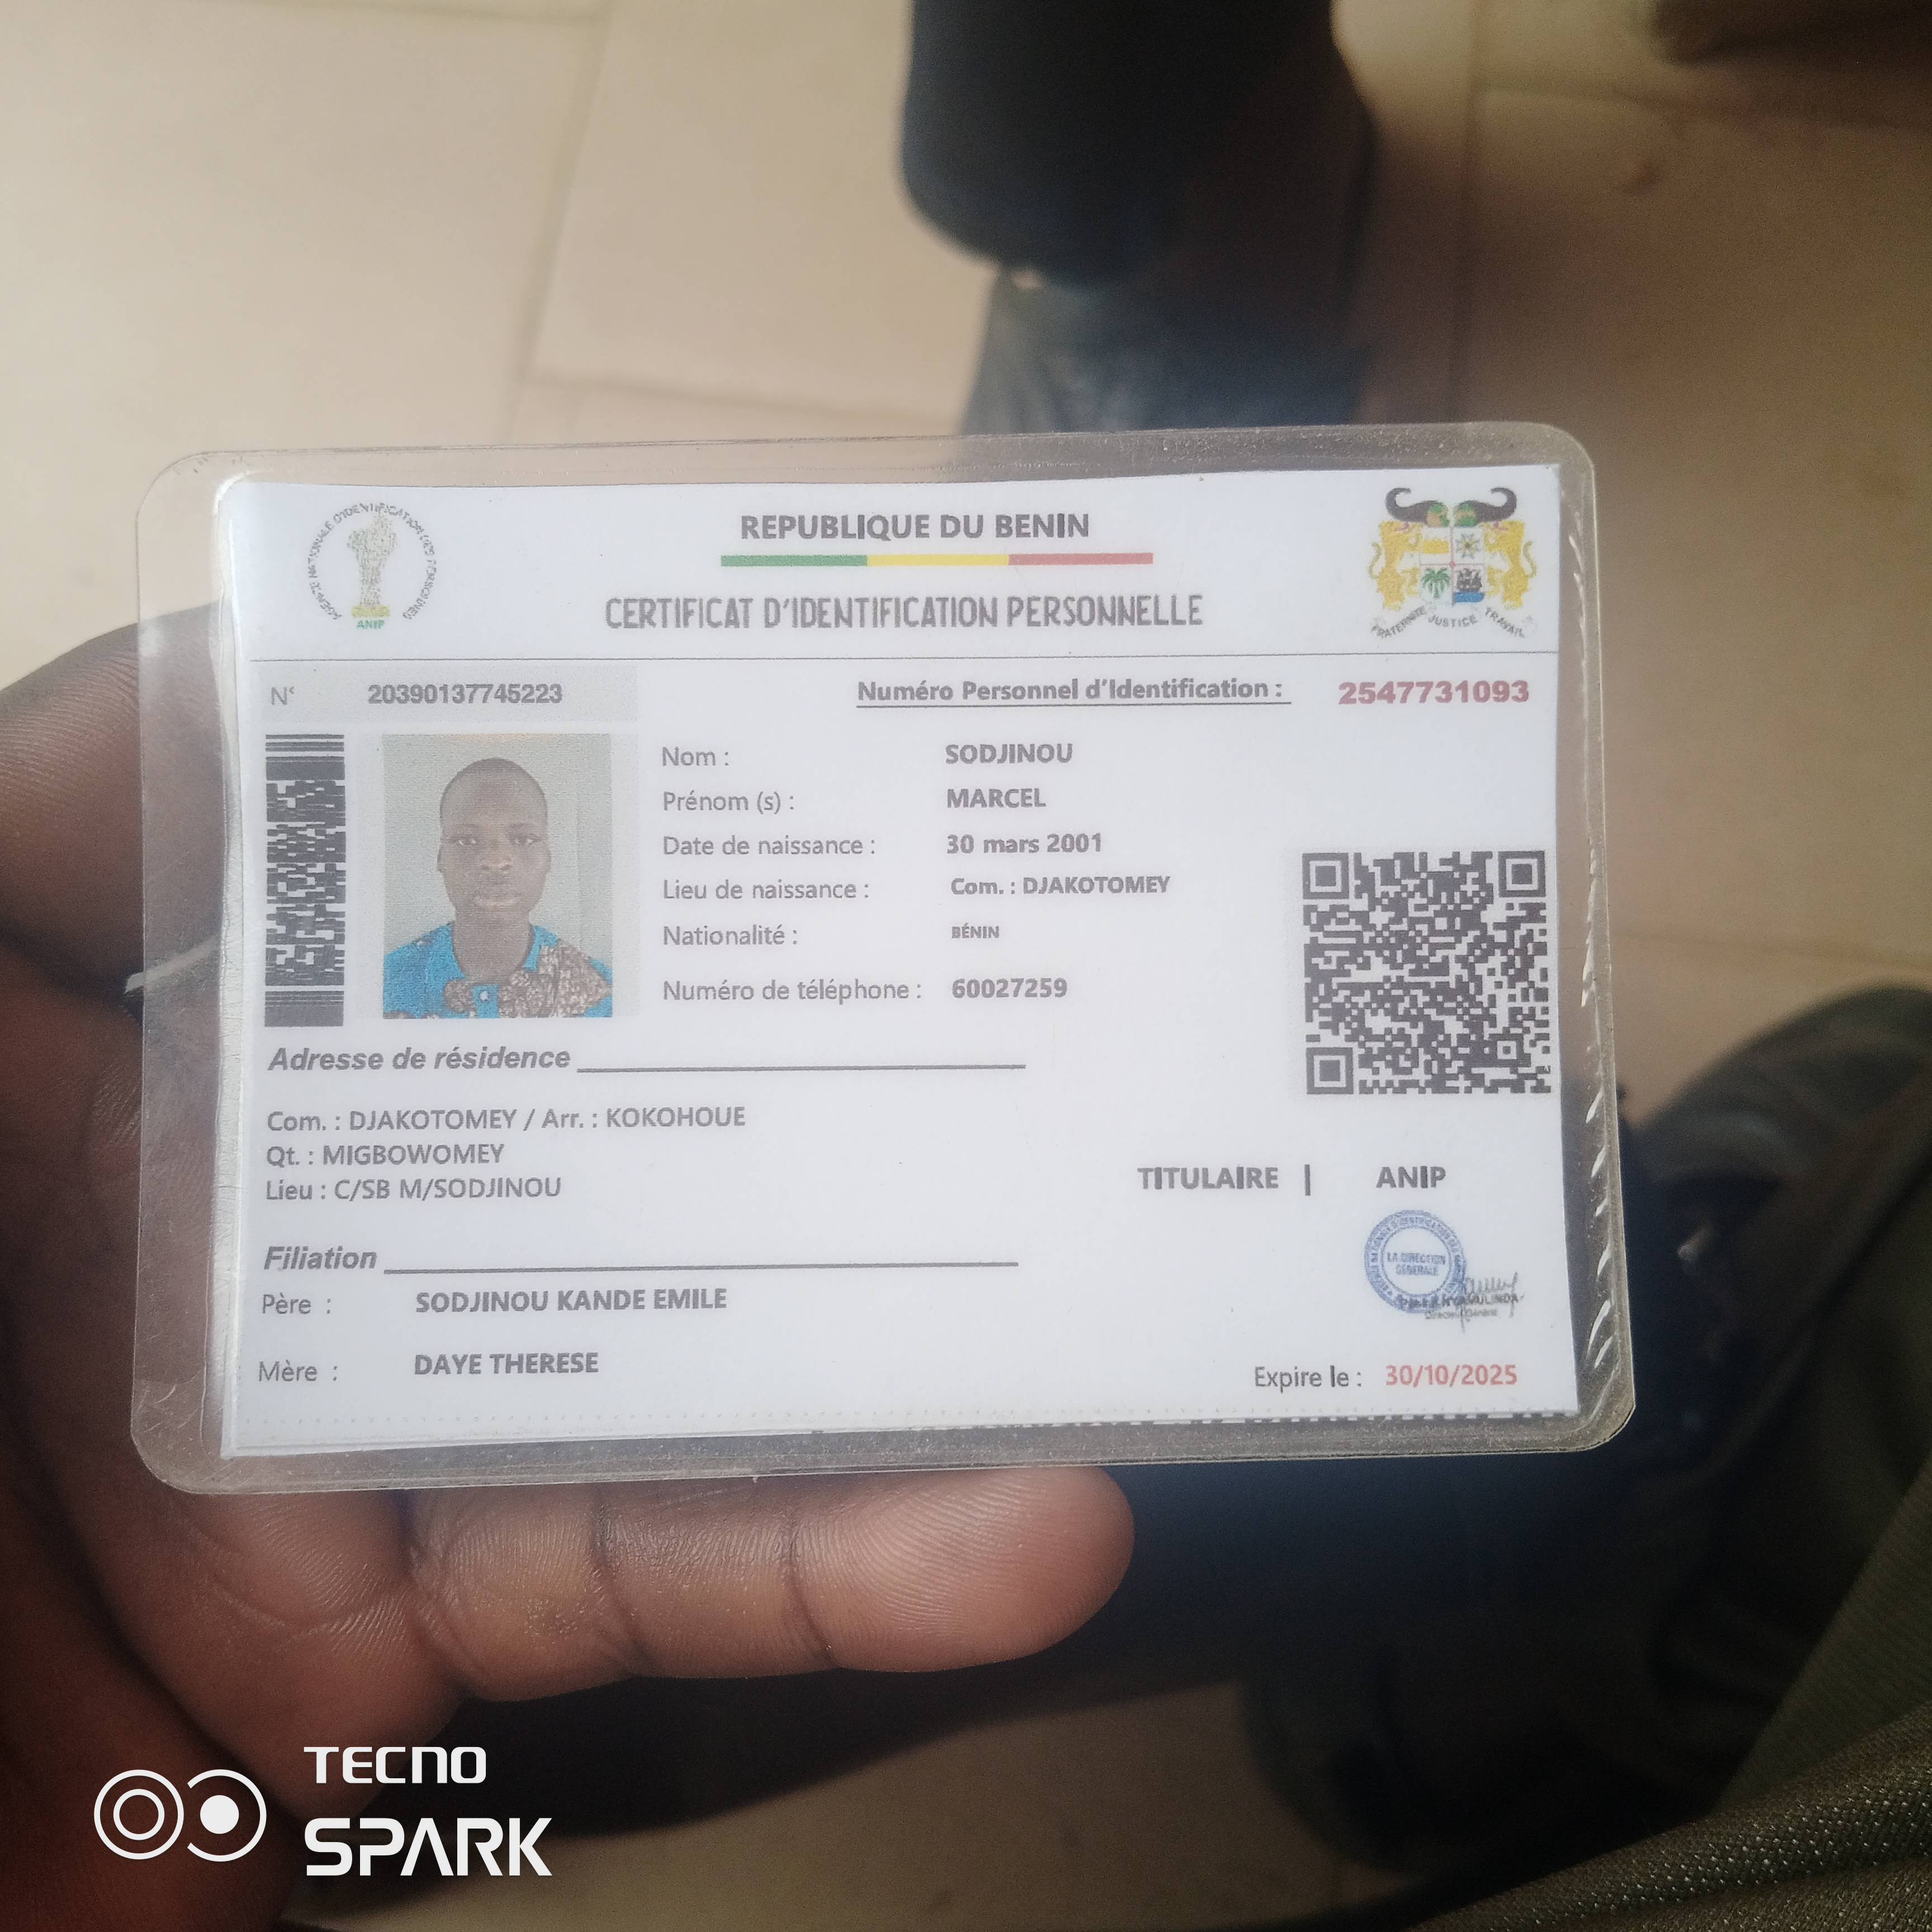 AGENCE NATIONALE D'IDENTIFICATION DES PERSONNES
ANIP
REPUBLIQUE DU BENIN
CERTIFICAT D'IDENTIFICATION PERSONNELLE
FRATERNITE JUSTICE TRAVAIL
N° 20390137745223
Numéro Personnel d'Identification : 2547731093
Nom : SODJINOU
Prénom (s) : MARCEL
Date de naissance : 30 mars 2001
Lieu de naissance : Com. : DJAKOTOMEY
Nationalité : BÉNIN
Numéro de téléphone : 60027259
Adresse de résidence
Com. : DJAKOTOMEY / Arr. : KOKOHOUE
Qt. : MIGBOWOMEY
Lieu : C/SB M/SODJINOU
TITULAIRE | ANIP
LA DIRECTION
GENERALE
Filiation
Père : SODJINOU KANDE EMILE
Mère : DAYE THERESE
Expire le : 30/10/2025
TECNO
SPARK